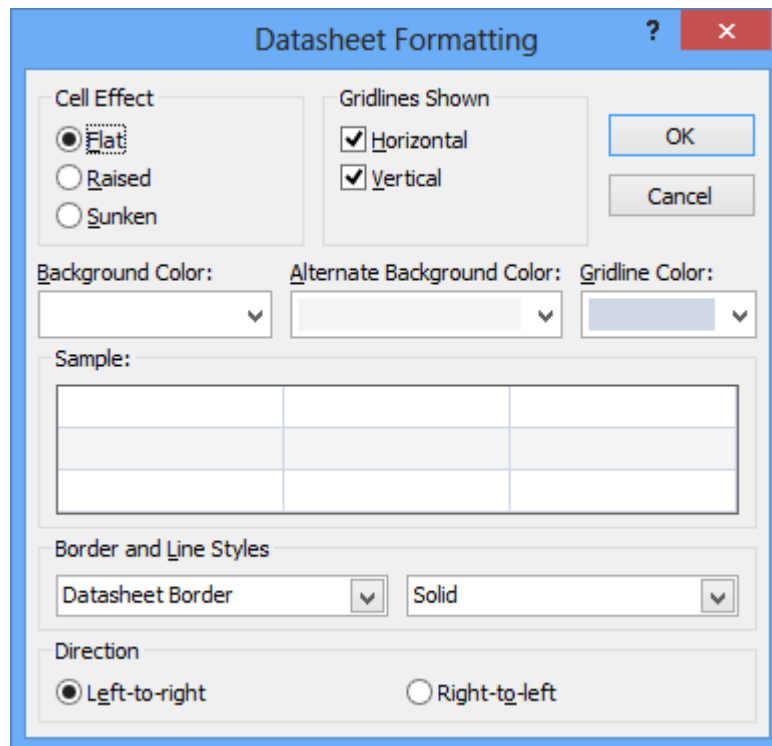 Datasheet Formatting ?
Cell Effect
Flat
Raised
Sunken
Gridlines Shown
Horizontal
Vertical
OK
Cancel
Background Color:
Alternate Background Color:
Gridline Color:
Sample:
Border and Line Styles
Datasheet Border
Solid
Direction
Left-to-right
Right-to-left